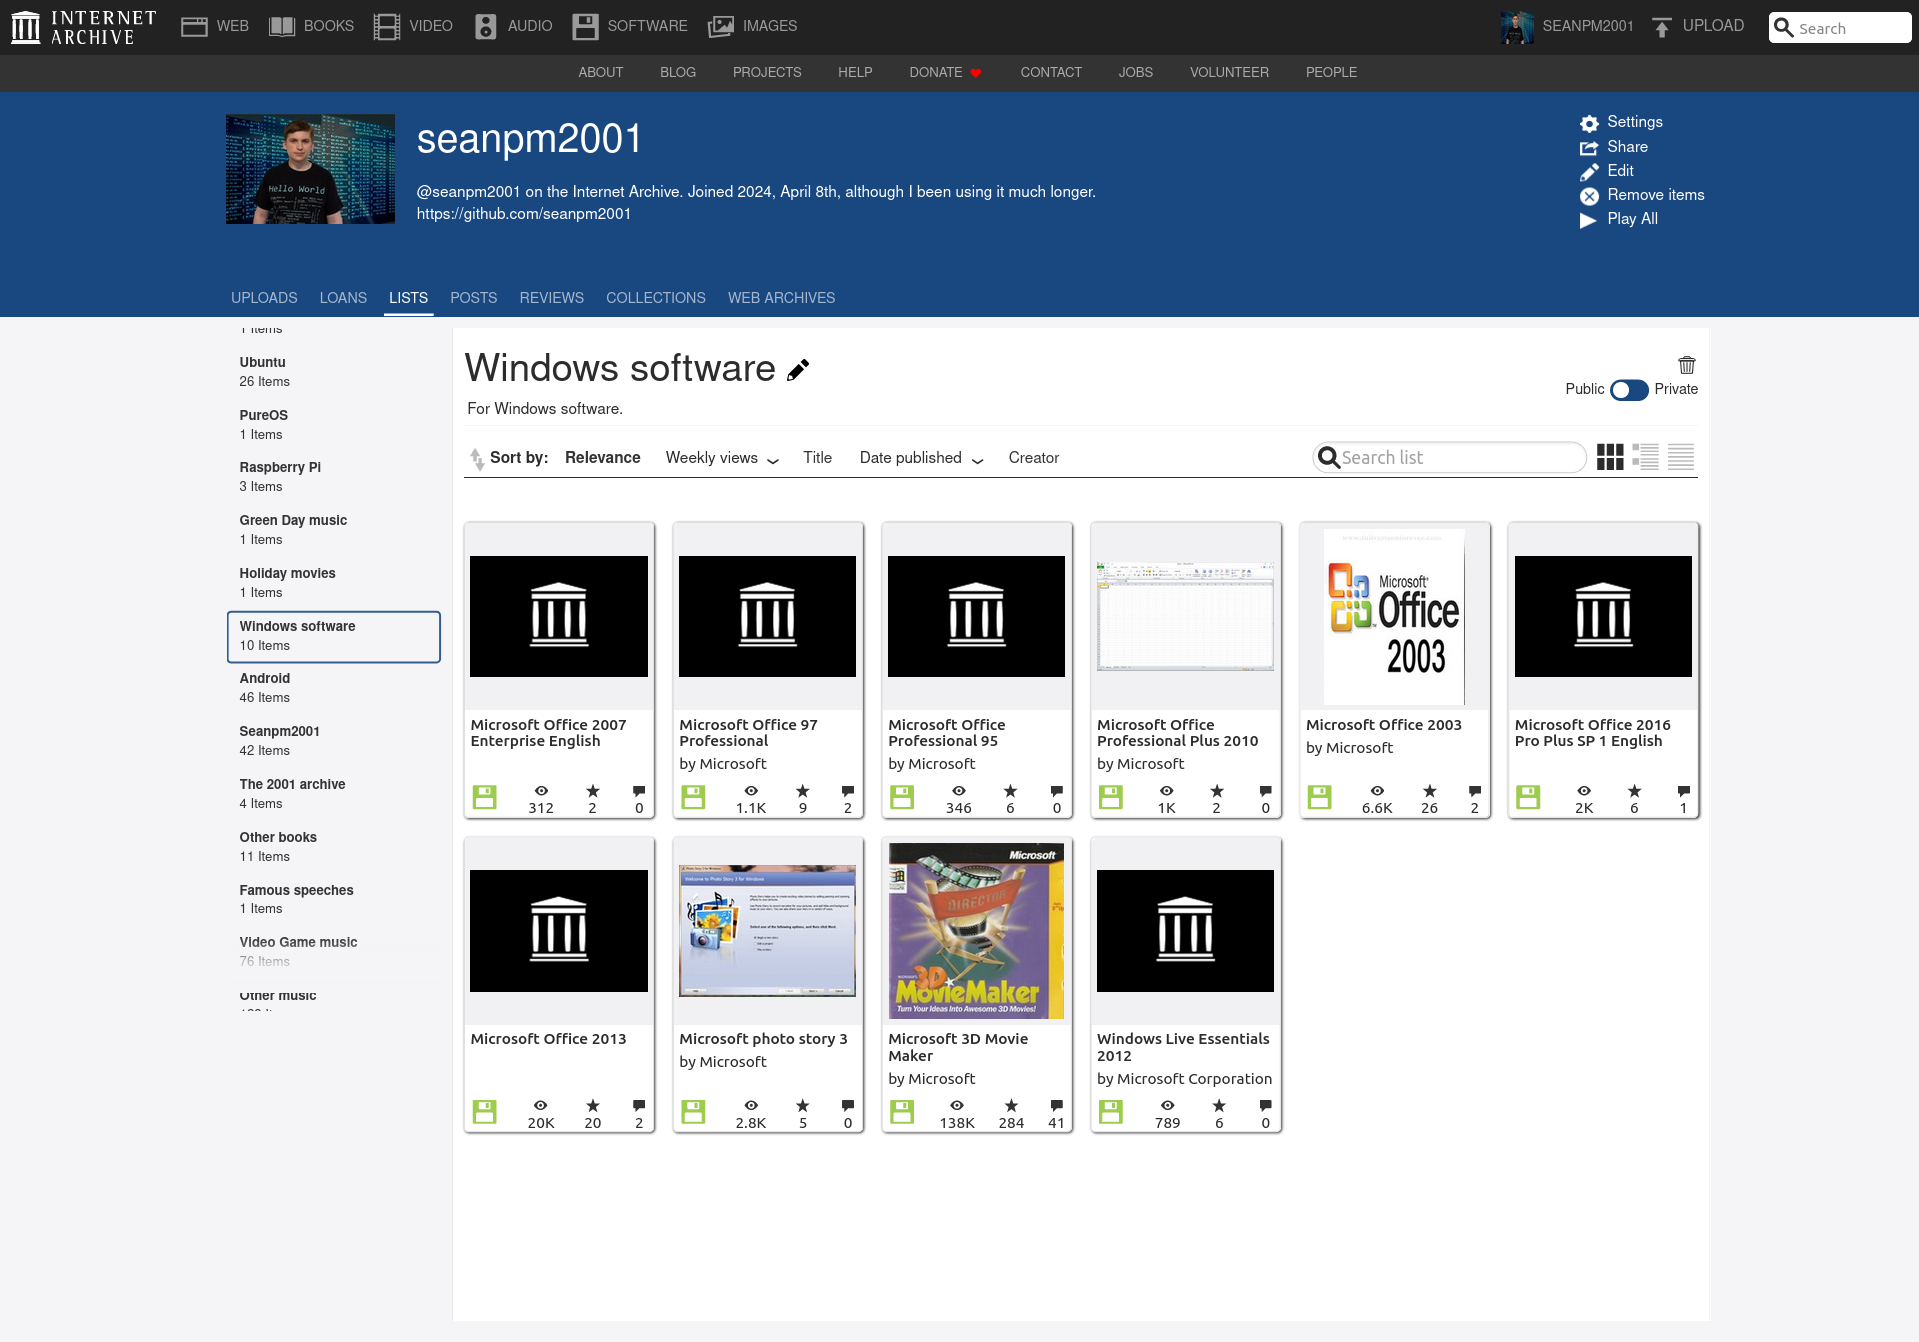 INTERNET ARCHIVE
WEB BOOKS VIDEO AUDIO SOFTWARE IMAGES
SEANPM2001 UPLOAD Search
ABOUT BLOG PROJECTS HELP DONATE CONTACT JOBS VOLUNTEER PEOPLE
Hello World
seanpm2001
@seanpm2001 on the Internet Archive. Joined 2024, April 8th, although I been using it much longer.
https://github.com/seanpm2001
Settings
Share
Edit
Remove items
Play All
UPLOADS LOANS LISTS POSTS REVIEWS COLLECTIONS WEB ARCHIVES
1 Items
Ubuntu
26 Items
PureOS
1 Items
Raspberry Pi
3 Items
Green Day music
1 Items
Holiday movies
1 Items
Windows software
10 Items
Android
46 Items
Seanpm2001
42 Items
The 2001 archive
4 Items
Other books
11 Items
Famous speeches
1 Items
Video Game music
76 Items
Other music
Windows software
For Windows software.
Public Private
Sort by: Relevance Weekly views Title Date published Creator
Search list
Microsoft Office 2007
Enterprise English
312 2 0
Microsoft Office 97
Professional
by Microsoft
1.1K 9 2
Microsoft Office
Professional 95
by Microsoft
346 6 0
Microsoft Office
Professional Plus 2010
by Microsoft
1K 2 0
Microsoft
Office
2003
Microsoft Office 2003
by Microsoft
6.6K 26 2
Microsoft Office 2016
Pro Plus SP 1 English
2K 6 1
Microsoft Office 2013
20K 20 2
Welcome to Photo Story 3 for Windows
Microsoft photo story 3
by Microsoft
2.8K 5 0
Microsoft
DIRECTOR
MICROSOFT
3D
MovieMaker
Turn Your Ideas Into Awesome 3D Movies!
Microsoft 3D Movie
Maker
by Microsoft
138K 284 41
Windows Live Essentials
2012
by Microsoft Corporation
789 6 0